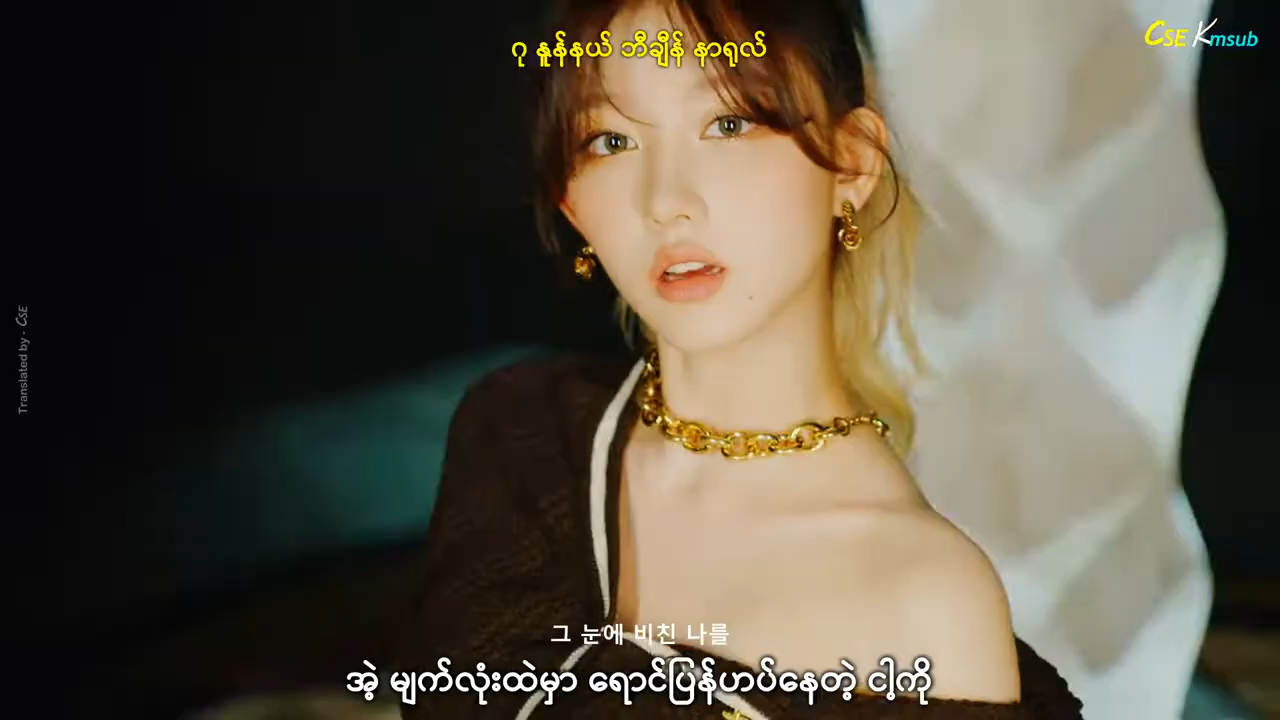 ဂု နူန်နယ် ဘီချီန် နာရုလ်
CSE Kmsub
Translated by - CSE
그 눈에 비친 나를
အဲ့ မျက်လုံးထဲမှာ ရောင်ပြန်ဟပ်နေတဲ့ ငါ့ကို